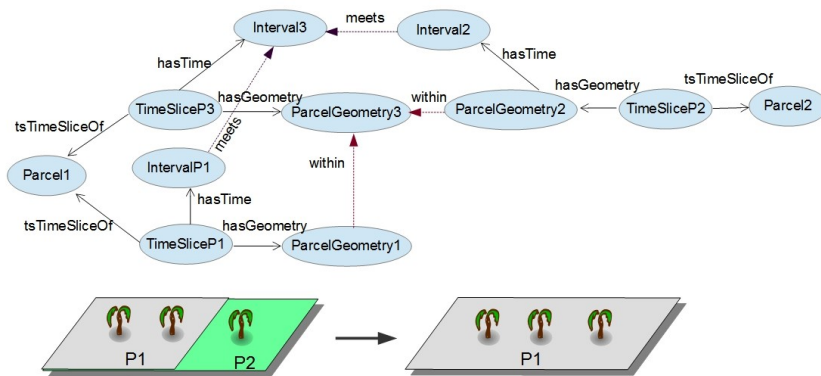 meets
Interval3
Interval2
hasTime
hasTime
hasGeometry
tsTimeSliceOf
TimeSliceP3
hasGeometry
ParcelGeometry3
within
ParcelGeometry2
TimeSliceP2
Parcel2
tsTimeSliceOf
meets
Parcel1
IntervalP1
within
hasTime
tsTimeSliceOf
TimeSliceP1
hasGeometry
ParcelGeometry1
P1
P2
P1